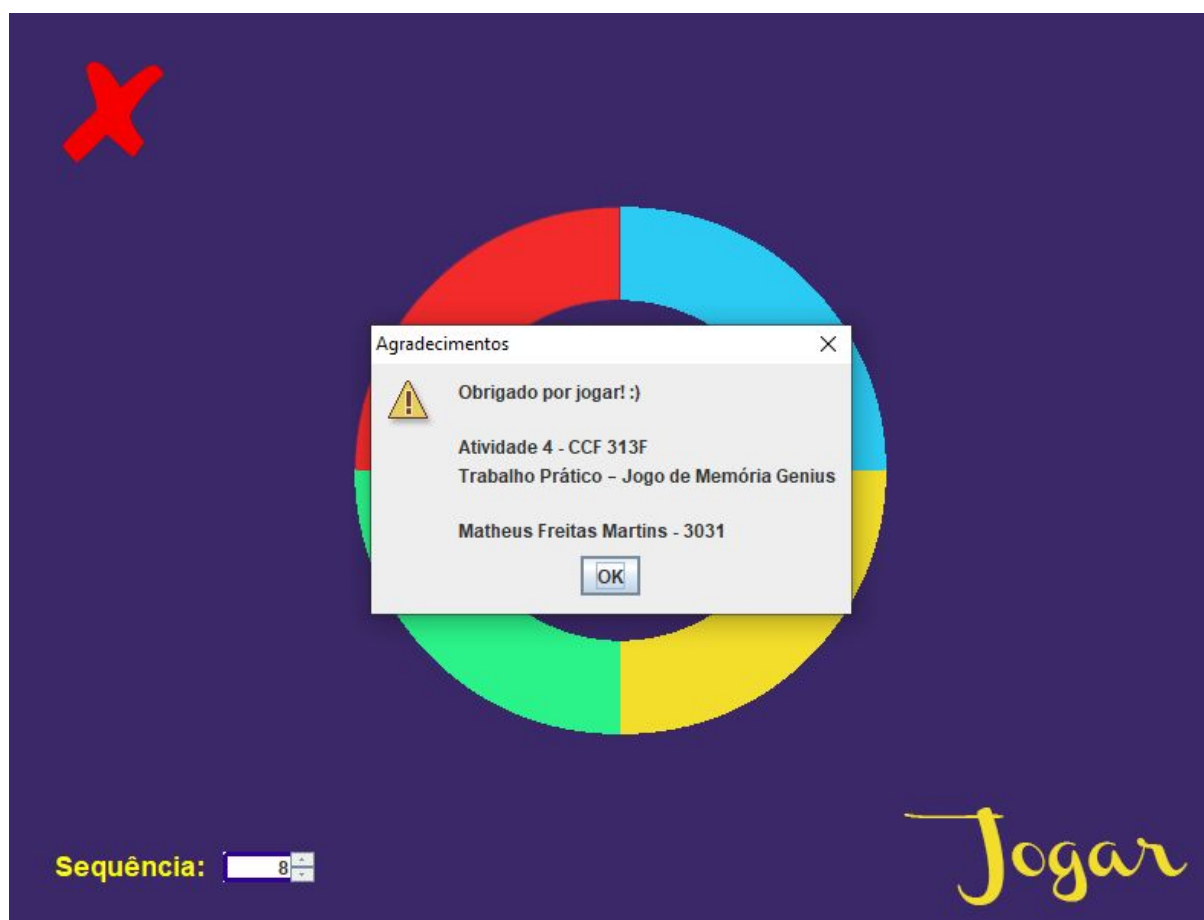 Agradecimentos
Obrigado por jogar! :)
Atividade 4 - CCF 313F
Trabalho Prático – Jogo de Memória Genius
Matheus Freitas Martins - 3031
OK
Sequência: 8
Jogar